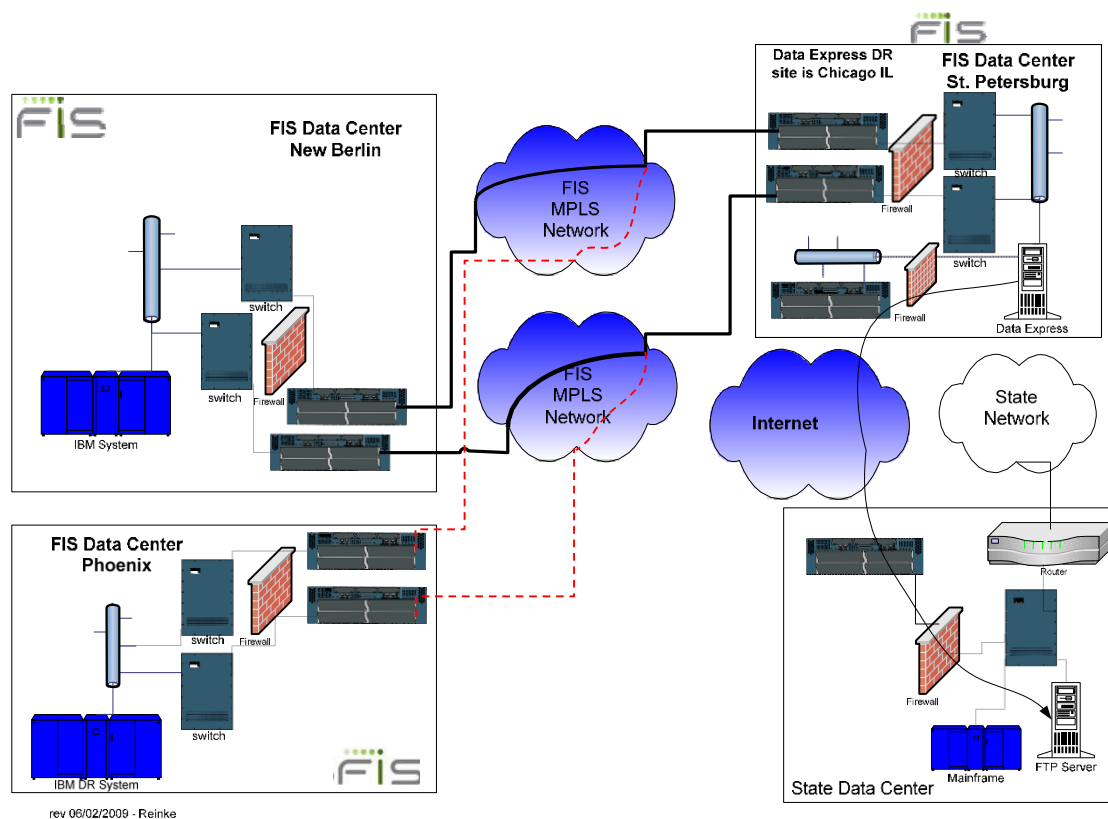 FIS
Data Express DR
site is Chicago IL
FIS Data Center
St. Petersburg
switch
Firewall
switch
Firewall
Data Express
FIS
FIS Data Center
New Berlin
switch
switch
Firewall
IBM System
FIS
MPLS
Network
FIS
MPLS
Network
Internet
State
Network
FIS Data Center
Phoenix
switch
Firewall
switch
IBM DR System
FIS
Router
Firewall
Mainframe
FTP Server
State Data Center
rev 06/02/2009 - Reinke